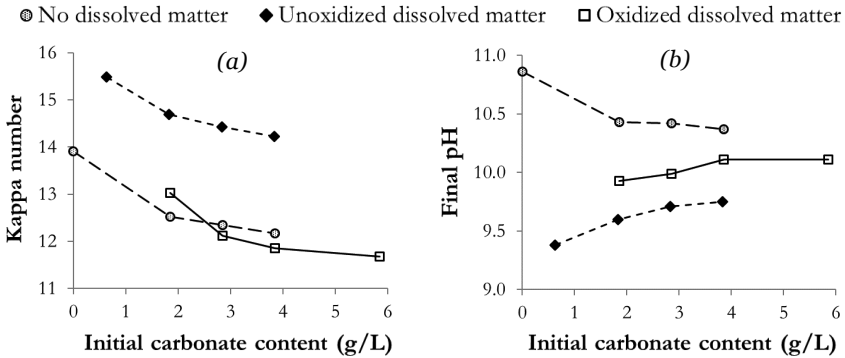 No dissolved matter Unoxidized dissolved matter Oxidized dissolved matter
(a)
16
15
14
13
12
11
Kappa number
0 1 2 3 4 5 6
Initial carbonate content (g/L)
(b)
11.0
10.5
10.0
9.5
9.0
Final pH
0 1 2 3 4 5 6
Initial carbonate content (g/L)